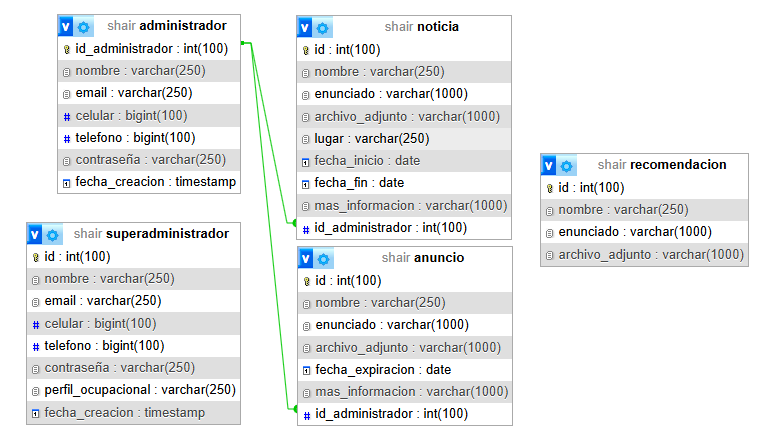 shair administrador
id_administrador : int(100)
nombre : varchar(250)
email : varchar(250)
celular : bigint(100)
telefono : bigint(100)
contraseña : varchar(250)
fecha_creacion : timestamp
shair superadministrador
id : int(100)
nombre : varchar(250)
email : varchar(250)
celular : bigint(100)
telefono : bigint(100)
contraseña : varchar(250)
perfil_ocupacional : varchar(250)
fecha_creacion : timestamp
shair noticia
id : int(100)
nombre : varchar(250)
enunciado : varchar(1000)
archivo_adjunto : varchar(1000)
lugar : varchar(250)
fecha_inicio : date
fecha_fin : date
mas_informacion : varchar(1000)
id_administrador : int(100)
shair anuncio
id : int(100)
nombre : varchar(250)
enunciado : varchar(1000)
archivo_adjunto : varchar(1000)
fecha_expiracion : date
mas_informacion : varchar(1000)
id_administrador : int(100)
shair recomendacion
id : int(100)
nombre : varchar(250)
enunciado : varchar(1000)
archivo_adjunto : varchar(1000)